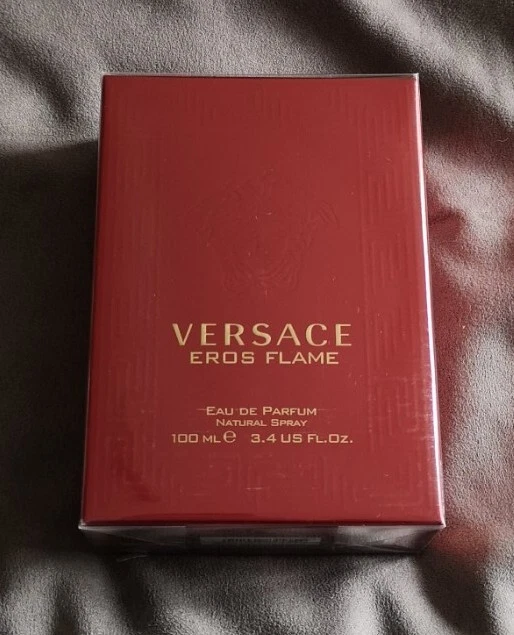 VERSACE
EROS FLAME
EAU DE PARFUM
NATURAL SPRAY
100 ML e 3.4 US FL.OZ.